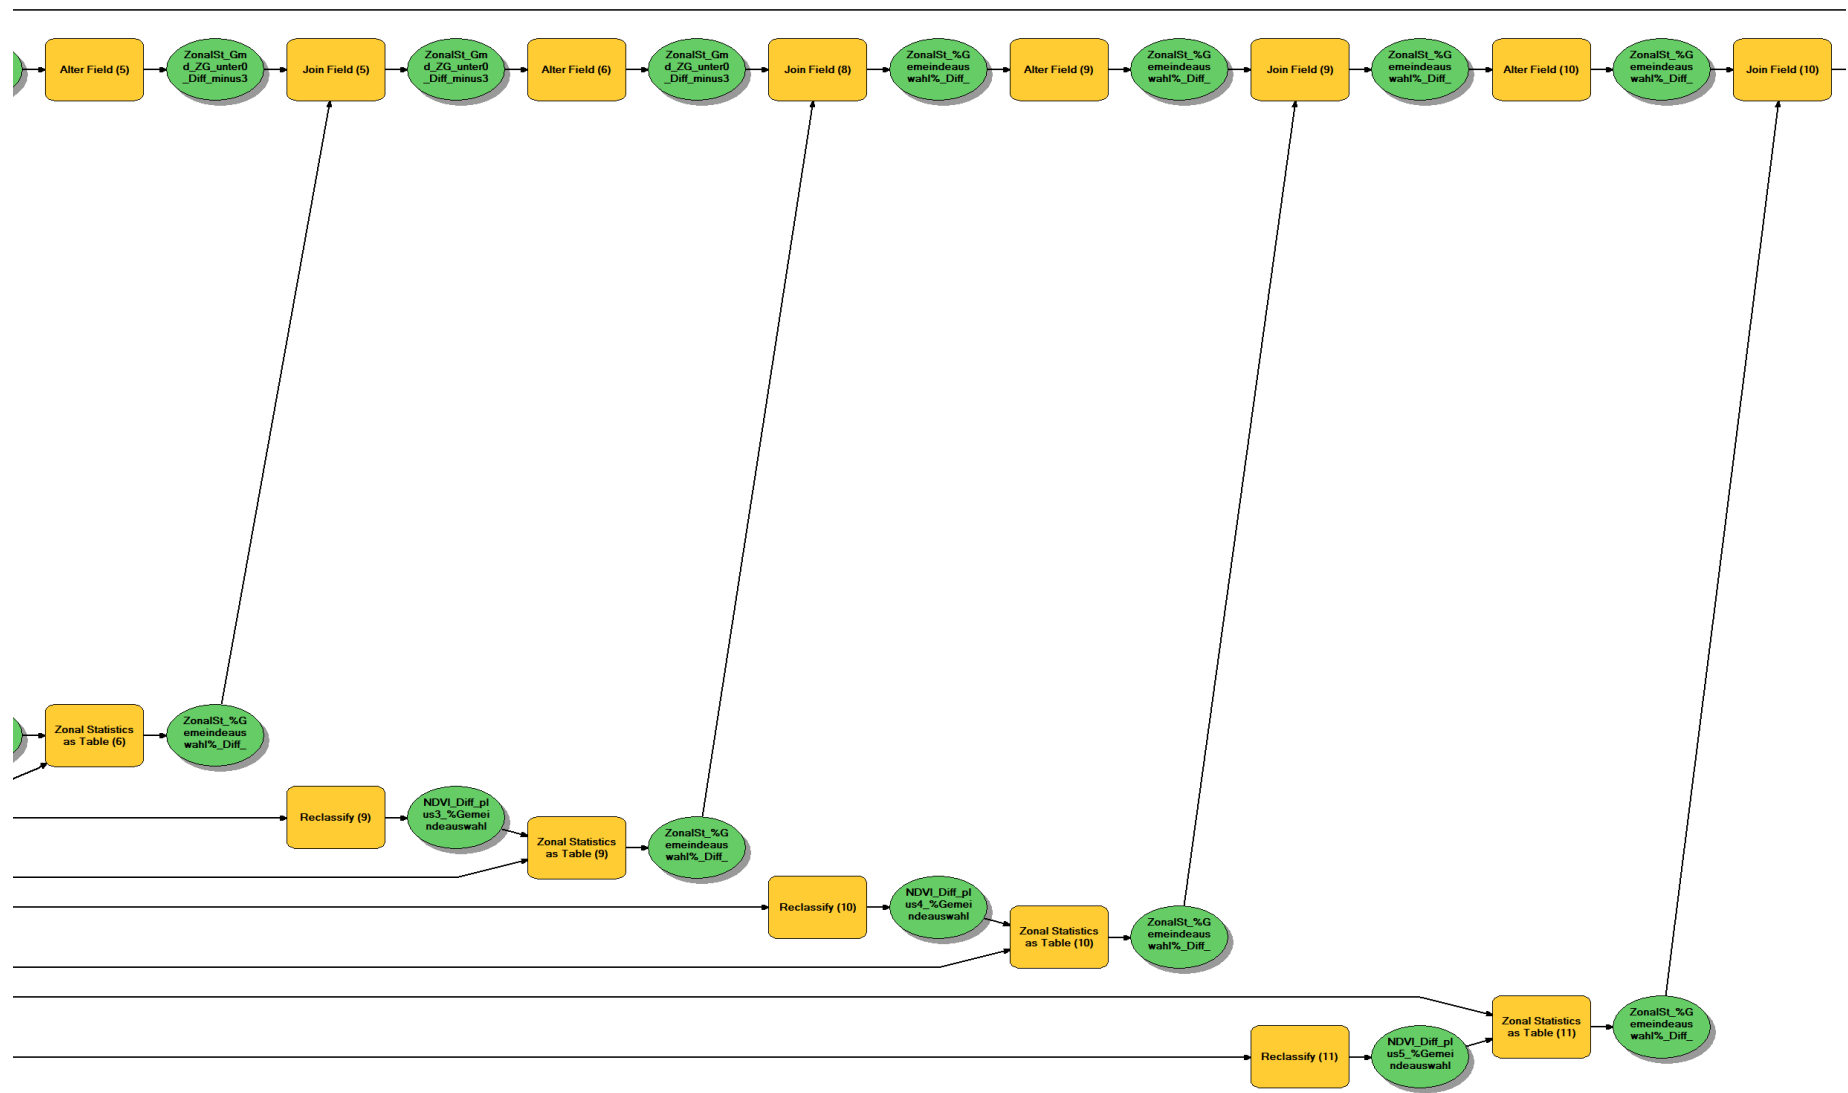 Alter Field (5)
ZonalSt_Gm
d_ZG_unter0
_Diff_minus3
Join Field (5)
ZonalSt_Gm
d_ZG_unter0
_Diff_minus3
Alter Field (6)
ZonalSt_Gm
d_ZG_unter0
_Diff_minus3
Join Field (8)
ZonalSt_%G
emeindeaus
wahl%_Diff_
Alter Field (9)
ZonalSt_%G
emeindeaus
wahl%_Diff_
Join Field (9)
ZonalSt_%G
emeindeaus
wahl%_Diff_
Alter Field (10)
ZonalSt_%G
emeindeaus
wahl%_Diff_
Join Field (10)
Zonal Statistics
as Table (6)
ZonalSt_%G
emeindeaus
wahl%_Diff_
Reclassify (9)
NDVI_Diff_pl
us3_%Gemei
ndeauswahl
Zonal Statistics
as Table (9)
ZonalSt_%G
emeindeaus
wahl%_Diff_
Reclassify (10)
NDVI_Diff_pl
us4_%Gemei
ndeauswahl
Zonal Statistics
as Table (10)
ZonalSt_%G
emeindeaus
wahl%_Diff_
Zonal Statistics
as Table (11)
ZonalSt_%G
emeindeaus
wahl%_Diff_
Reclassify (11)
NDVI_Diff_pl
us5_%Gemei
ndeauswahl